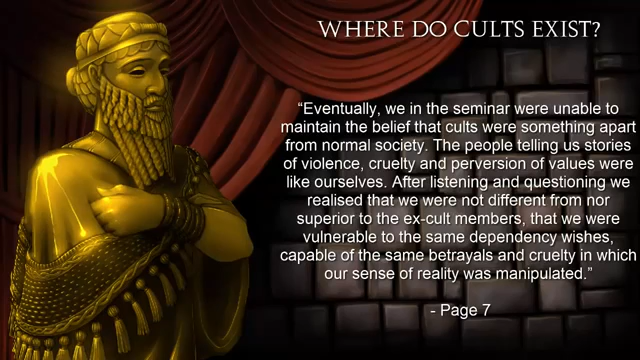 WHERE DO CULTS EXIST?
“Eventually, we in the seminar were unable to
maintain the belief that cults were something apart
from normal society. The people telling us stories
of violence, cruelty and perversion of values were
like ourselves. After listening and questioning we
realised that we were not different from nor
superior to the ex-cult members, that we were
vulnerable to the same dependency wishes,
capable of the same betrayals and cruelty in which
our sense of reality was manipulated.”
- Page 7